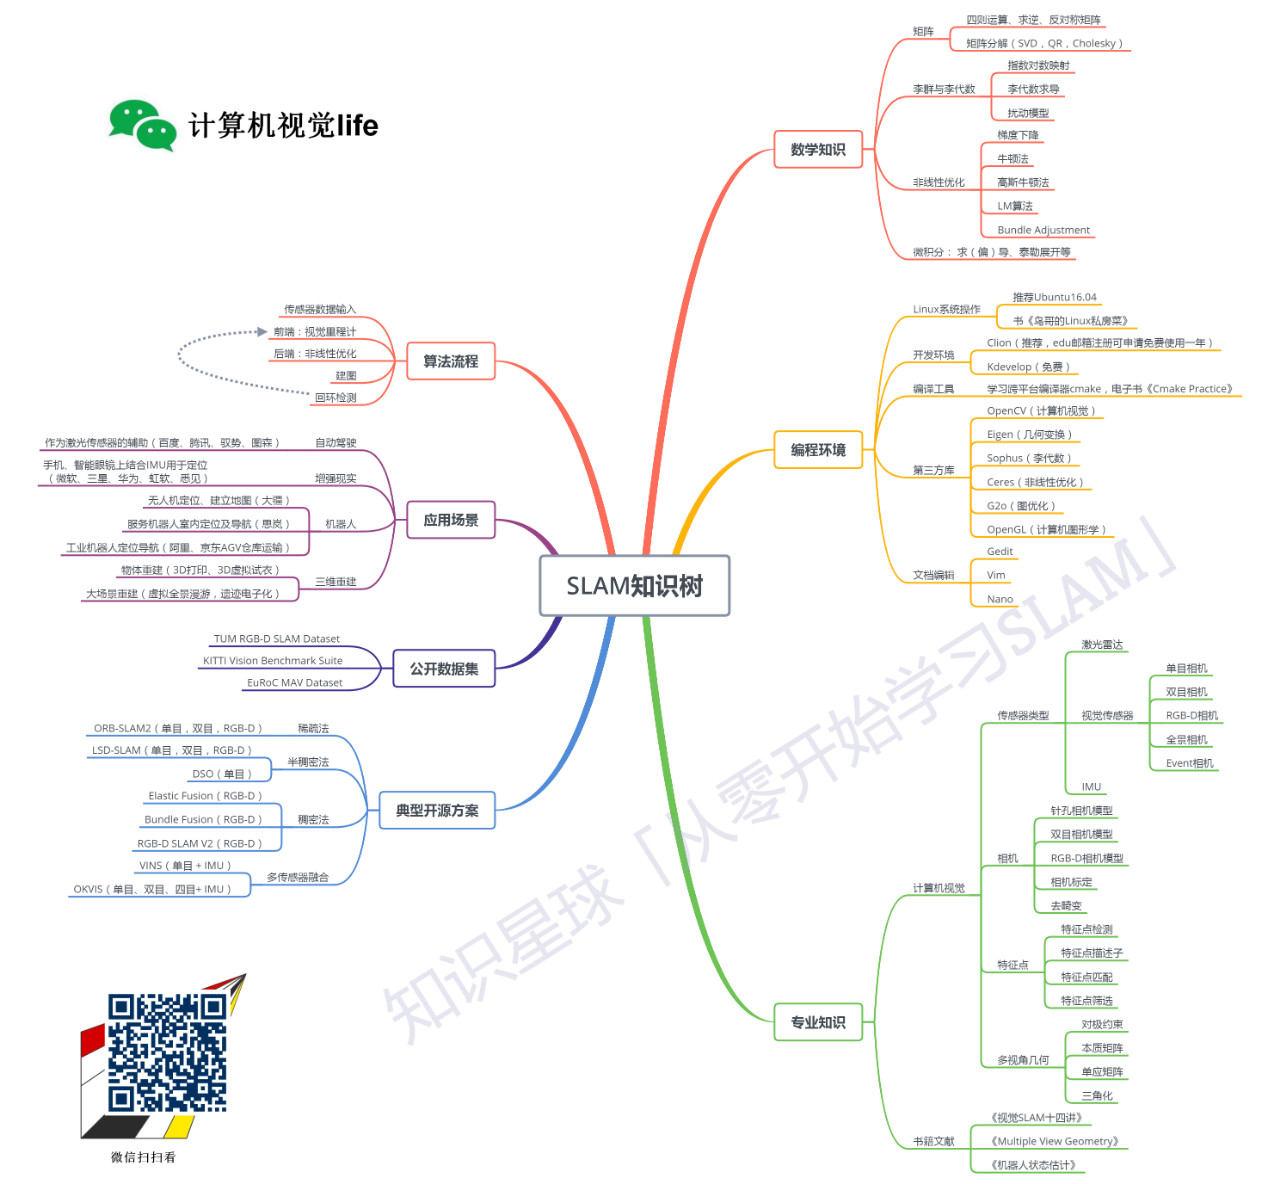 计算机视觉life
SLAM知识树
数学知识
矩阵
四则运算、求逆、反对称矩阵
矩阵分解（SVD，QR，Cholesky）
李群与李代数
指数对数映射
李代数求导
扰动模型
非线性优化
梯度下降
牛顿法
高斯牛顿法
LM算法
Bundle Adjustment
微积分： 求（偏）导、泰勒展开等
编程环境
Linux系统操作
推荐Ubuntu16.04
书《鸟哥的Linux私房菜》
开发环境
Clion（推荐，edu邮箱注册可申请免费使用一年）
Kdevelop（免费）
编译工具
学习跨平台编译器cmake，电子书《Cmake Practice》
第三方库
OpenCV（计算机视觉）
Eigen（几何变换）
Sophus（李代数）
Ceres（非线性优化）
G2o（图优化）
OpenGL（计算机图形学）
文档编辑
Gedit
Vim
Nano
专业知识
计算机视觉
传感器类型
激光雷达
视觉传感器
单目相机
双目相机
RGB-D相机
全景相机
Event相机
IMU
相机
针孔相机模型
双目相机模型
RGB-D相机模型
相机标定
去畸变
特征点
特征点检测
特征点描述子
特征点匹配
特征点筛选
多视角几何
对极约束
本质矩阵
单应矩阵
三角化
书籍文献
《视觉SLAM十四讲》
《Multiple View Geometry》
《机器人状态估计》
算法流程
传感器数据输入
前端：视觉里程计
后端：非线性优化
建图
回环检测
应用场景
自动驾驶
作为激光传感器的辅助（百度、腾讯、驭势、图森）
增强现实
手机、智能眼镜上结合IMU用于定位
（微软、三星、华为、虹软、悉见）
机器人
无人机定位、建立地图（大疆）
服务机器人室内定位及导航（思岚）
工业机器人定位导航（阿里、京东AGV仓库运输）
三维重建
物体重建（3D打印、3D虚拟试衣）
大场景重建（虚拟全景漫游，遗迹电子化）
公开数据集
TUM RGB-D SLAM Dataset
KITTI Vision Benchmark Suite
EuRoC MAV Dataset
典型开源方案
稀疏法
ORB-SLAM2（单目，双目，RGB-D）
半稠密法
LSD-SLAM（单目，双目，RGB-D）
DSO（单目）
稠密法
Elastic Fusion（RGB-D）
Bundle Fusion（RGB-D）
RGB-D SLAM V2（RGB-D）
多传感器融合
VINS（单目 + IMU）
OKVIS（单目、双目、四目+ IMU）
知识星球「从零开始学习SLAM」
微信扫扫看